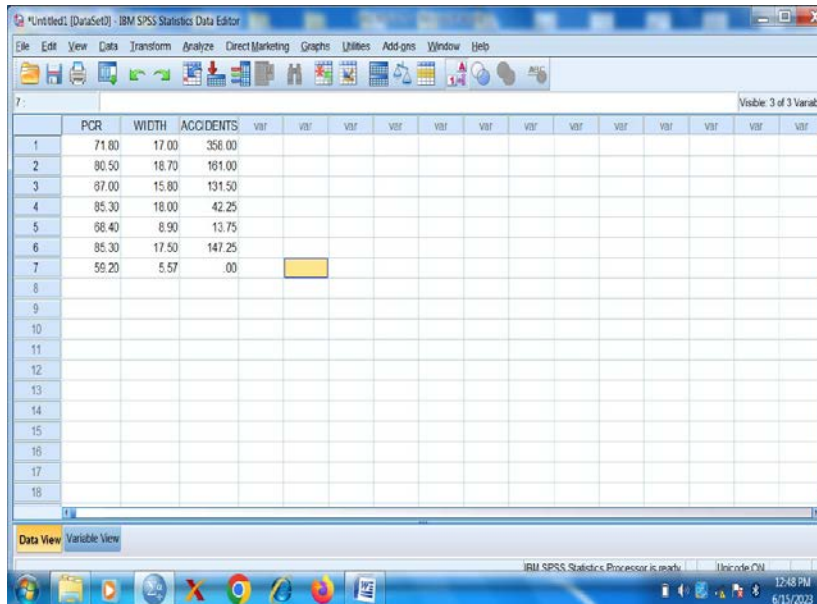 *Untitled1 [DataSet0] - IBM SPSS Statistics Data Editor
File Edit View Data Transform Analyze Direct Marketing Graphs Utilities Add-ons Window Help
7 : Visible: 3 of 3 Variab
PCR WIDTH ACCIDENTS var var var var var var var var var var var var var
1 71.80 17.00 358.00
2 80.50 18.70 161.00
3 67.00 15.80 131.50
4 85.30 18.00 42.25
5 68.40 8.90 13.75
6 85.30 17.50 147.25
7 59.20 5.57 .00
8
9
10
11
12
13
14
15
16
17
18
Data View Variable View
IBM SPSS Statistics Processor is ready Unicode:ON
12:48 PM
6/15/2023